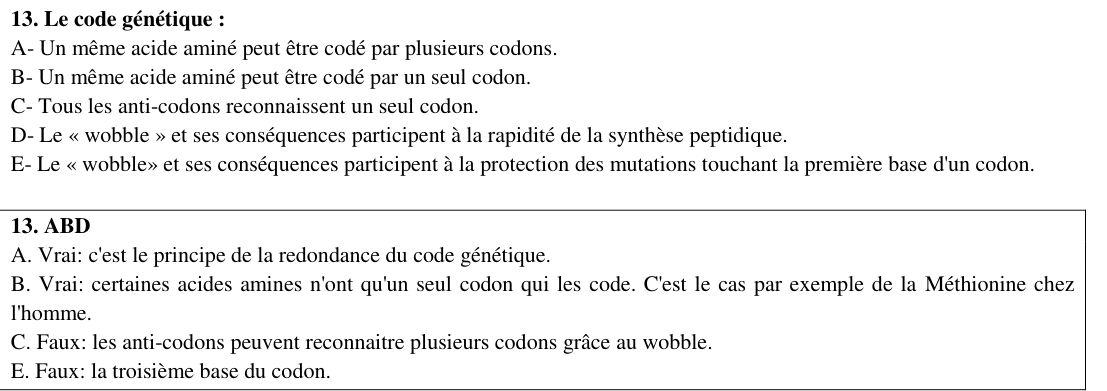 13. Le code génétique :
A- Un même acide aminé peut être codé par plusieurs codons.
B- Un même acide aminé peut être codé par un seul codon.
C- Tous les anti-codons reconnaissent un seul codon.
D- Le « wobble » et ses conséquences participent à la rapidité de la synthèse peptidique.
E- Le « wobble» et ses conséquences participent à la protection des mutations touchant la première base d'un codon.
13. ABD
A. Vrai: c'est le principe de la redondance du code génétique.
B. Vrai: certaines acides amines n'ont qu'un seul codon qui les code. C'est le cas par exemple de la Méthionine chez
l'homme.
C. Faux: les anti-codons peuvent reconnaitre plusieurs codons grâce au wobble.
E. Faux: la troisième base du codon.